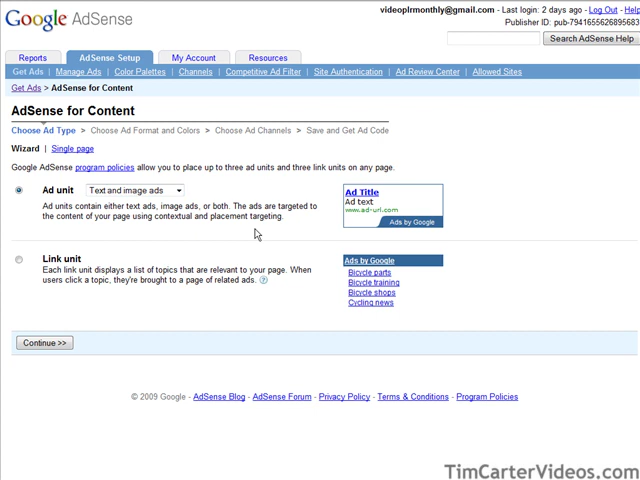 Google AdSense
videoplrmonthly@gmail.com - Last login: 2 days ago - Log Out - Help
Publisher ID: pub-7941655626895683
Search AdSense Help
Reports AdSense Setup My Account Resources
Get Ads | Manage Ads | Color Palettes | Channels | Competitive Ad Filter | Site Authentication | Ad Review Center | Allowed Sites
Get Ads > AdSense for Content
AdSense for Content
Choose Ad Type > Choose Ad Format and Colors > Choose Ad Channels > Save and Get Ad Code
Wizard | Single page
Google AdSense program policies allow you to place up to three ad units and three link units on any page.
Ad unit Text and image ads
Ad units contain either text ads, image ads, or both. The ads are targeted to
the content of your page using contextual and placement targeting.
Ad Title
Ad text
www.ad-url.com
Ads by Google
Link unit
Each link unit displays a list of topics that are relevant to your page. When
users click a topic, they're brought to a page of related ads. ?
Ads by Google
Bicycle parts
Bicycle training
Bicycle shops
Cycling news
Continue >>
© 2009 Google - AdSense Blog - AdSense Forum - Privacy Policy - Terms & Conditions - Program Policies
TimCarterVideos.com